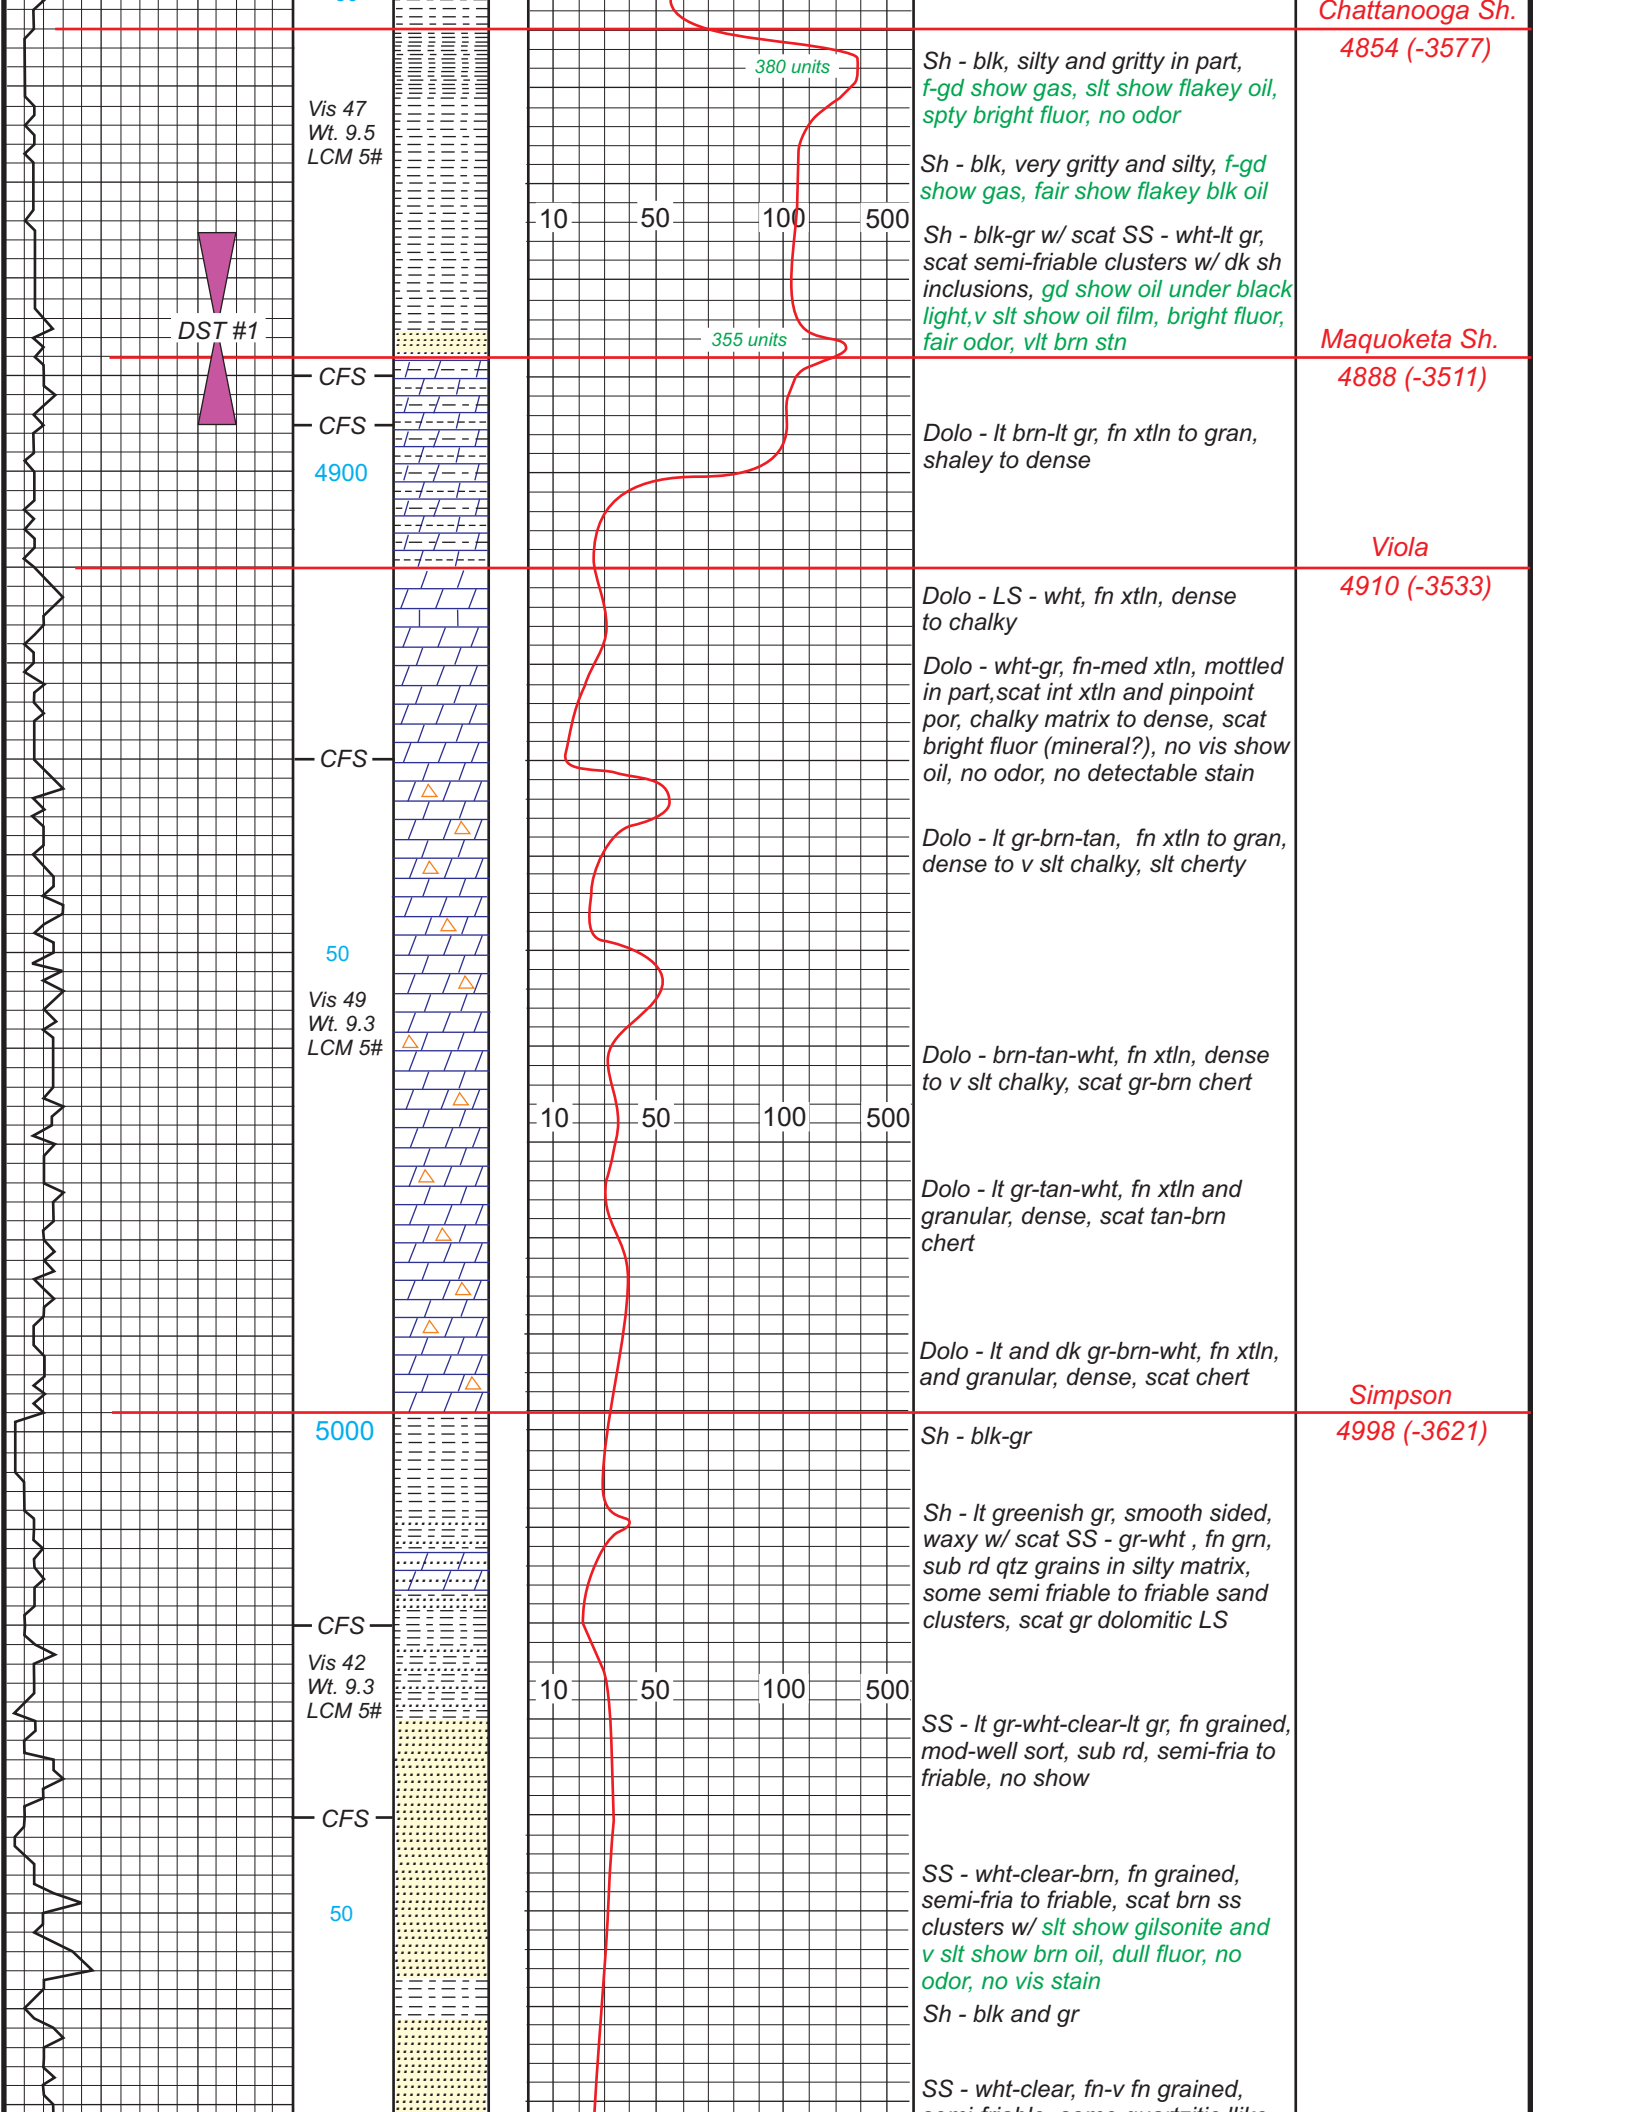 Chattanooga Sh.
4854 (-3577)
380 units
Sh - blk, silty and gritty in part,
f-gd show gas, slt show flakey oil,
spty bright fluor, no odor
Vis 47
Wt. 9.5
LCM 5#
Sh - blk, very gritty and silty, f-gd
show gas, fair show flakey blk oil
10 50 100 500
Sh - blk-gr w/ scat SS - wht-lt gr,
scat semi-friable clusters w/ dk sh
inclusions, gd show oil under black
light,v slt show oil film, bright fluor,
fair odor, vlt brn stn
DST #1
355 units
Maquoketa Sh.
4888 (-3511)
CFS
CFS
Dolo - lt brn-lt gr, fn xtln to gran,
shaley to dense
4900
Viola
4910 (-3533)
Dolo - LS - wht, fn xtln, dense
to chalky
Dolo - wht-gr, fn-med xtln, mottled
in part,scat int xtln and pinpoint
por, chalky matrix to dense, scat
bright fluor (mineral?), no vis show
oil, no odor, no detectable stain
CFS
Dolo - lt gr-brn-tan, fn xtln to gran,
dense to v slt chalky, slt cherty
50
Vis 49
Wt. 9.3
LCM 5#
Dolo - brn-tan-wht, fn xtln, dense
to v slt chalky, scat gr-brn chert
10 50 100 500
Dolo - lt gr-tan-wht, fn xtln and
granular, dense, scat tan-brn
chert
Dolo - lt and dk gr-brn-wht, fn xtln,
and granular, dense, scat chert
Simpson
4998 (-3621)
5000
Sh - blk-gr
Sh - lt greenish gr, smooth sided,
waxy w/ scat SS - gr-wht , fn grn,
sub rd qtz grains in silty matrix,
some semi friable to friable sand
clusters, scat gr dolomitic LS
CFS
Vis 42
Wt. 9.3
LCM 5#
10 50 100 500
SS - lt gr-wht-clear-lt gr, fn grained,
mod-well sort, sub rd, semi-fria to
friable, no show
CFS
SS - wht-clear-brn, fn grained,
semi-fria to friable, scat brn ss
clusters w/ slt show gilsonite and
v slt show brn oil, dull fluor, no
odor, no vis stain
50
Sh - blk and gr
SS - wht-clear, fn-v fn grained,